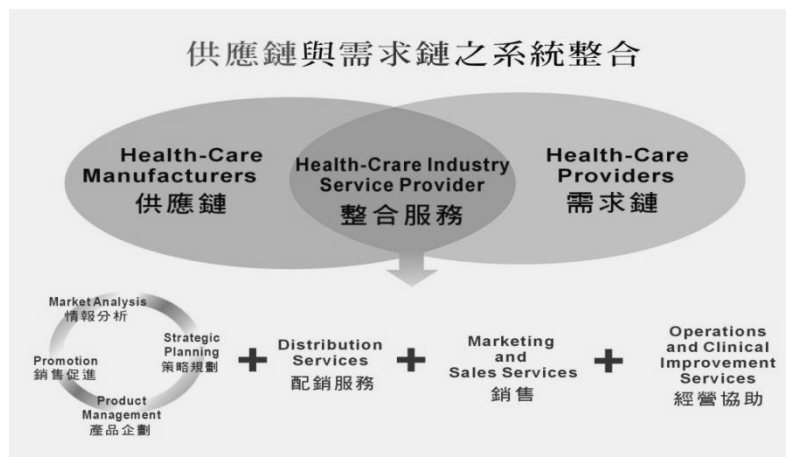 供應鏈與需求鏈之系統整合
Health-Care
Manufacturers
供應鏈
Health-Crare Industry
Service Provider
整合服務
Health-Care
Providers
需求鏈
Market Analysis
情報分析
Strategic
Planning
策略規劃
Product
Management
產品企劃
Promotion
銷售促進
Distribution
Services
配銷服務
Marketing
and
Sales Services
銷售
Operations
and Clinical
Improvement
Services
經營協助